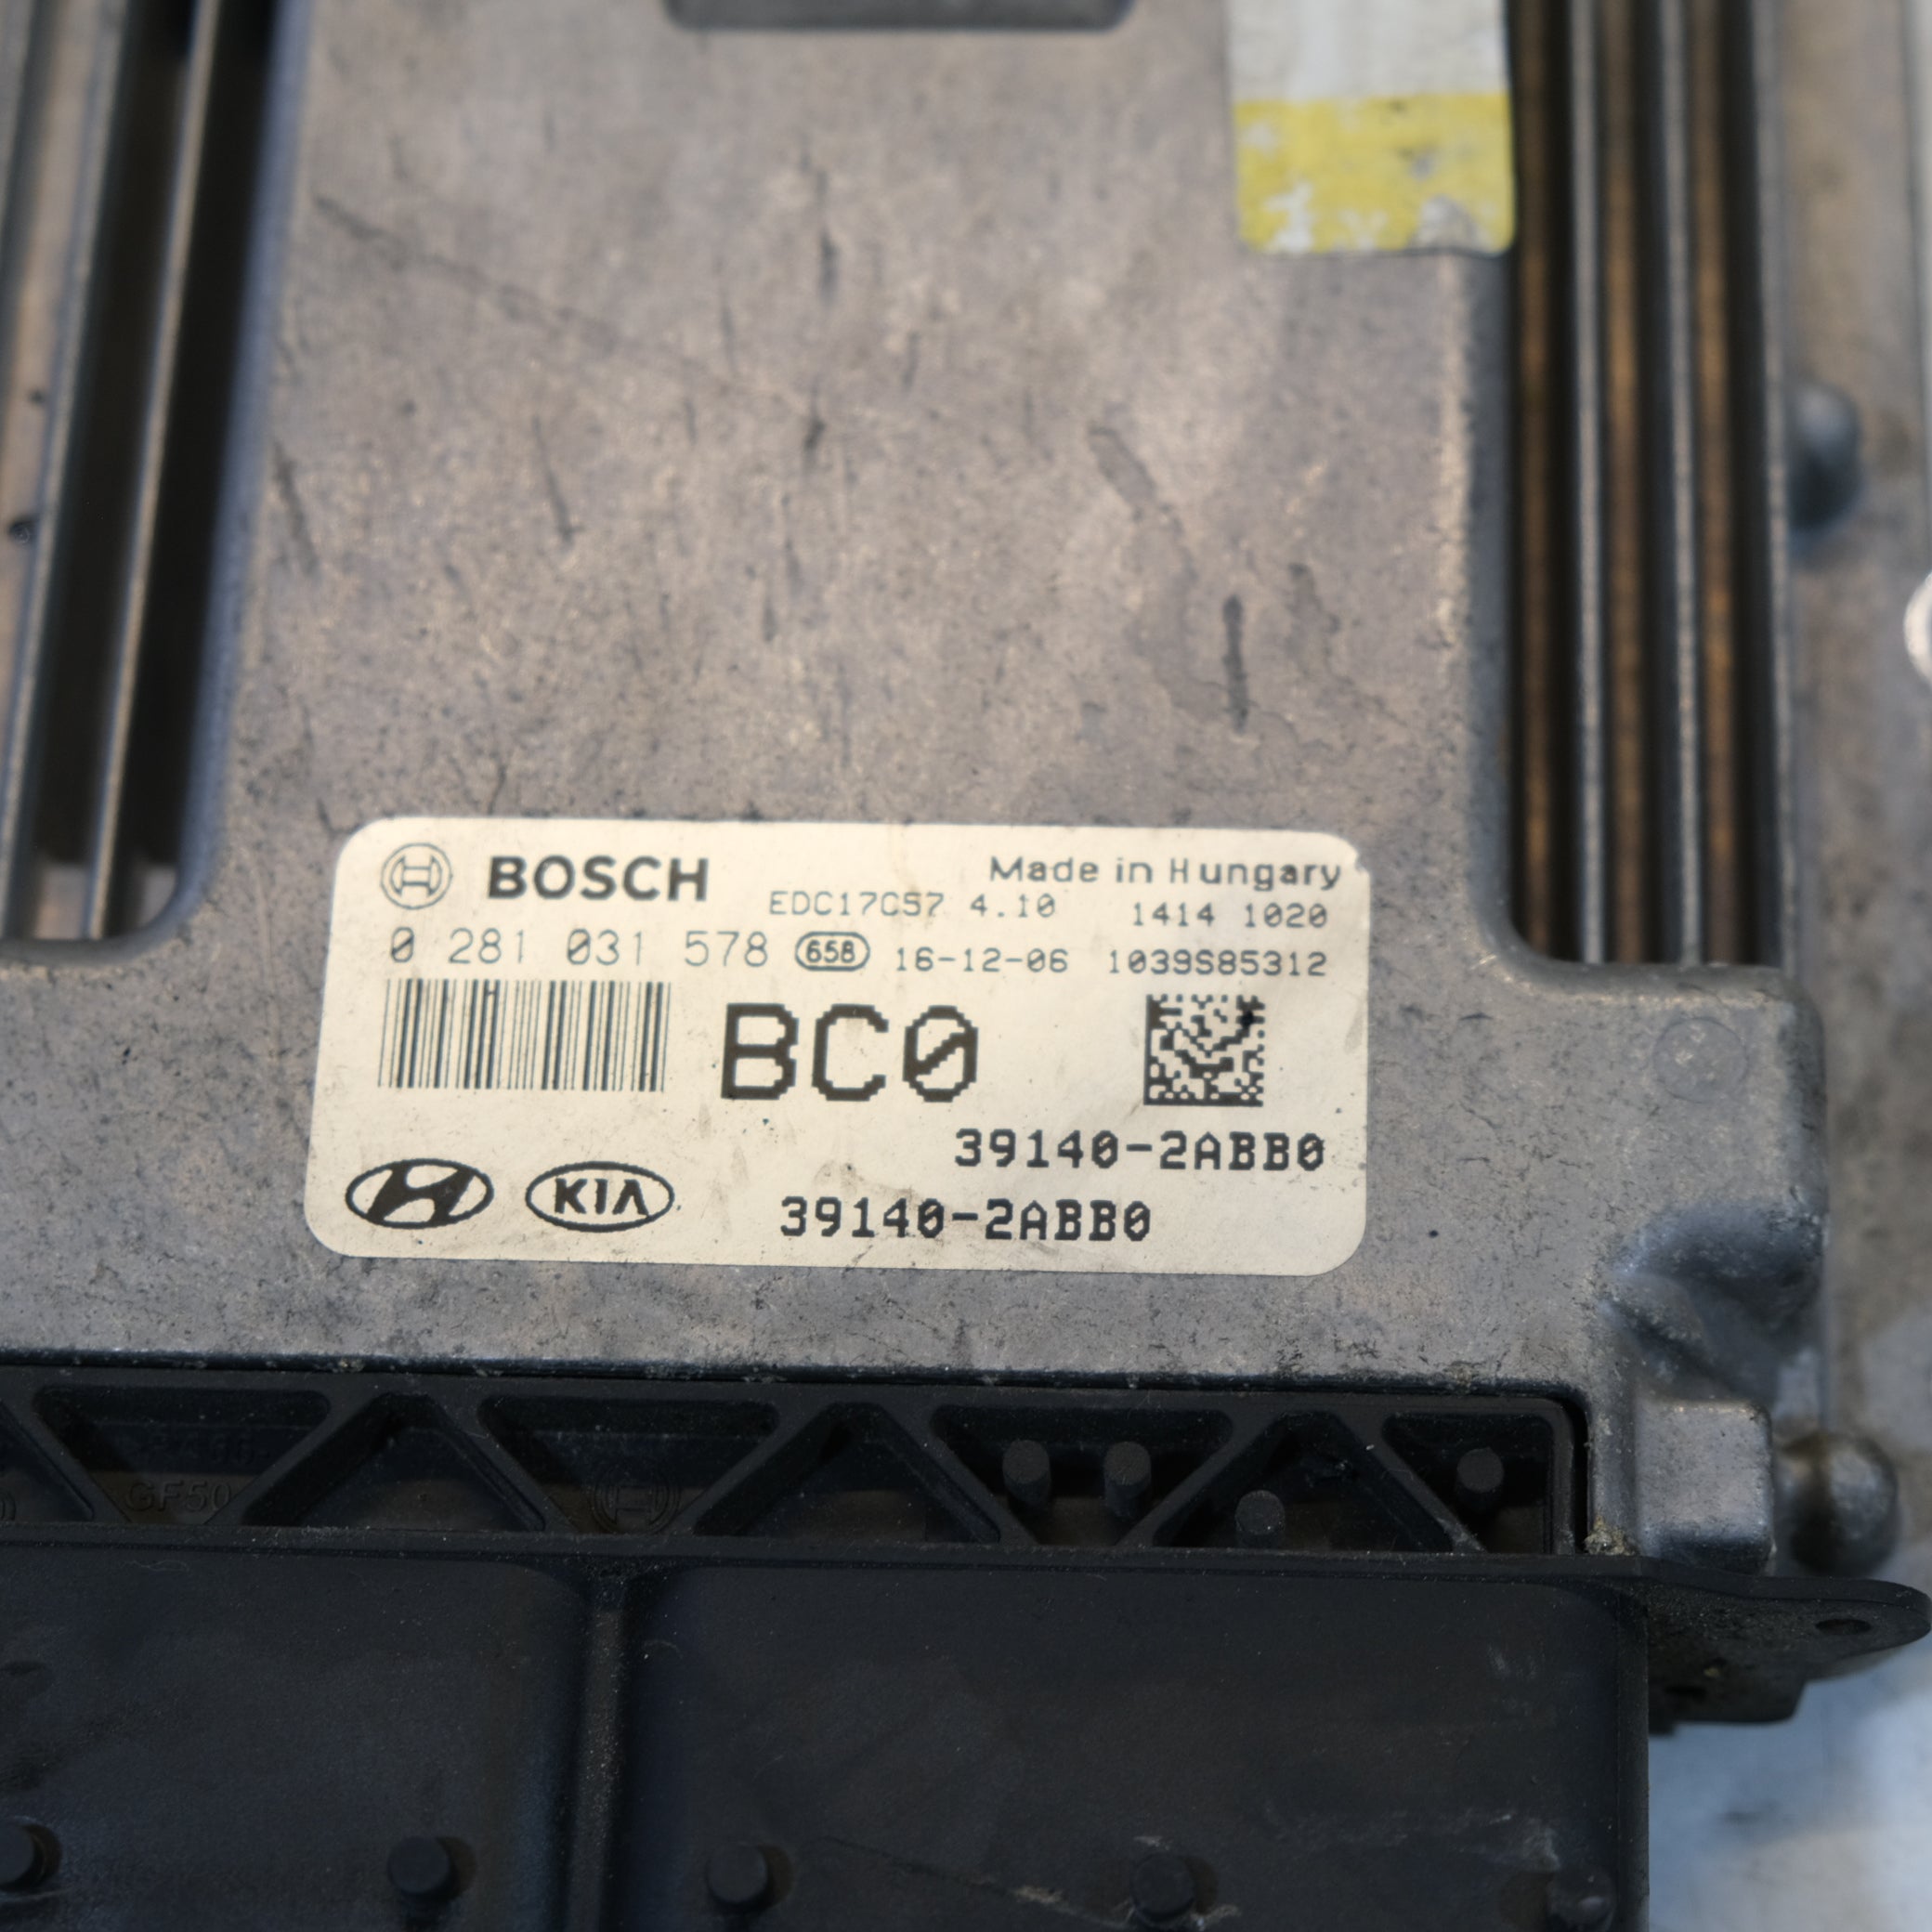 BOSCH
Made in Hungary
EDC17C57 4.10 1414 1020
0 281 031 578 658 16-12-06 1039S85312
BC0
39140-2ABB0
KIA 39140-2ABB0
GF50